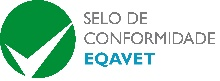 SELO DE
CONFORMIDADE
EQAVET